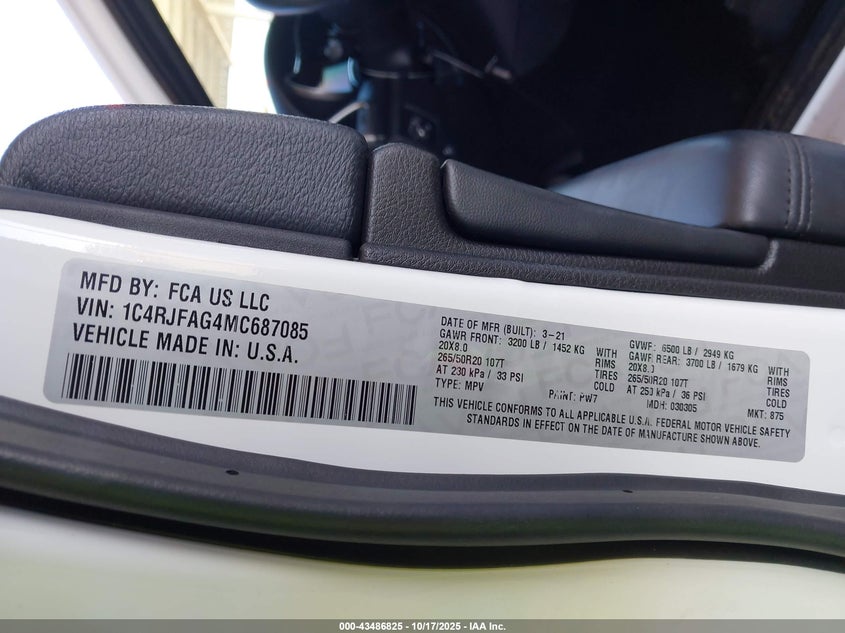 MFD BY: FCA US LLC
VIN: 1C4RJFAG4MC687085
VEHICLE MADE IN: U.S.A.
DATE OF MFR (BUILT): 3-21
GAWR FRONT: 3200 LB / 1452 KG WITH
20X8.0 RIMS
265/50R20 107T TIRES
AT 230 kPa / 33 PSI COLD
TYPE: MPV PAINT: PW7
GVWF: 6500 LB / 2949 KG
GAWR REAR: 3700 LB / 1679 KG WITH
20X8.0 RIMS
265/50R20 107T TIRES
AT 250 kPa / 36 PSI COLD
MDH: 030305 MKT: 875
THIS VEHICLE CONFORMS TO ALL APPLICABLE U.S.A. FEDERAL MOTOR VEHICLE SAFETY
STANDARDS IN EFFECT ON THE DATE OF MANUFACTURE SHOWN ABOVE.
000-43486825 - 10/17/2025 - IAA Inc.